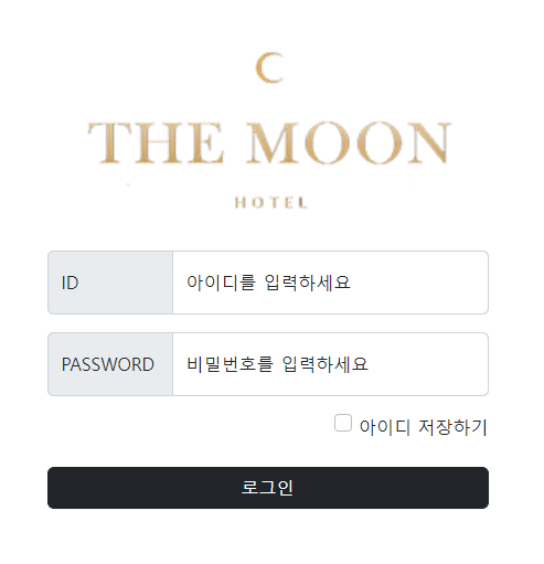 THE MOON
HOTEL
ID 아이디를 입력하세요
PASSWORD 비밀번호를 입력하세요
아이디 저장하기
로그인